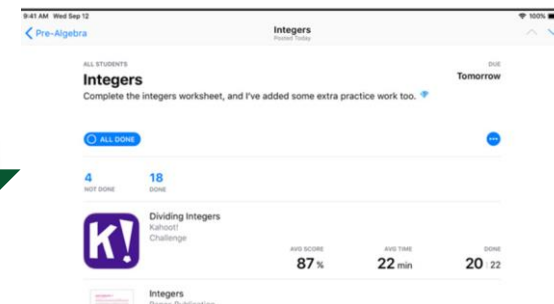 9:41 AM Wed Sep 12
100%
Pre-Algebra
Integers
Posted Today
ALL STUDENTS
DUE
Integers
Tomorrow
Complete the integers worksheet, and I've added some extra practice work too.
ALL DONE
4
18
NOT DONE
DONE
Dividing Integers
Kahoot!
Challenge
K!
AVG SCORE
AVG TIME
DONE
87%
22 min
20 22
Integers